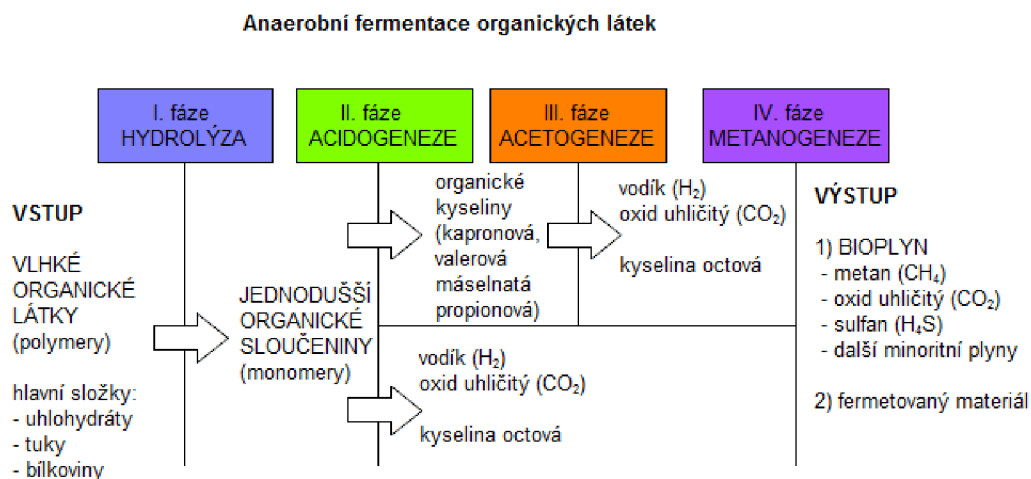 Anaerobní fermentace organických látek
I. fáze
HYDROLÝZA
II. fáze
ACIDOGENEZE
III. fáze
ACETOGENEZE
IV. fáze
METANOGENEZE
VSTUP
VLHKÉ
ORGANICKÉ
LÁTKY
(polymery)
hlavní složky:
- uhlohydráty
- tuky
- bílkoviny
JEDNODUŠŠÍ
ORGANICKÉ
SLOUČENINY
(monomery)
organické
kyseliny
(kapronová,
valerová
máselnatá
propionová)
vodík (H₂)
oxid uhličitý (CO₂)
kyselina octová
vodík (H₂)
oxid uhličitý (CO₂)
kyselina octová
VÝSTUP
1) BIOPLYN
- metan (CH₄)
- oxid uhličitý (CO₂)
- sulfan (H₄S)
- další minoritní plyny
2) fermetovaný materiál